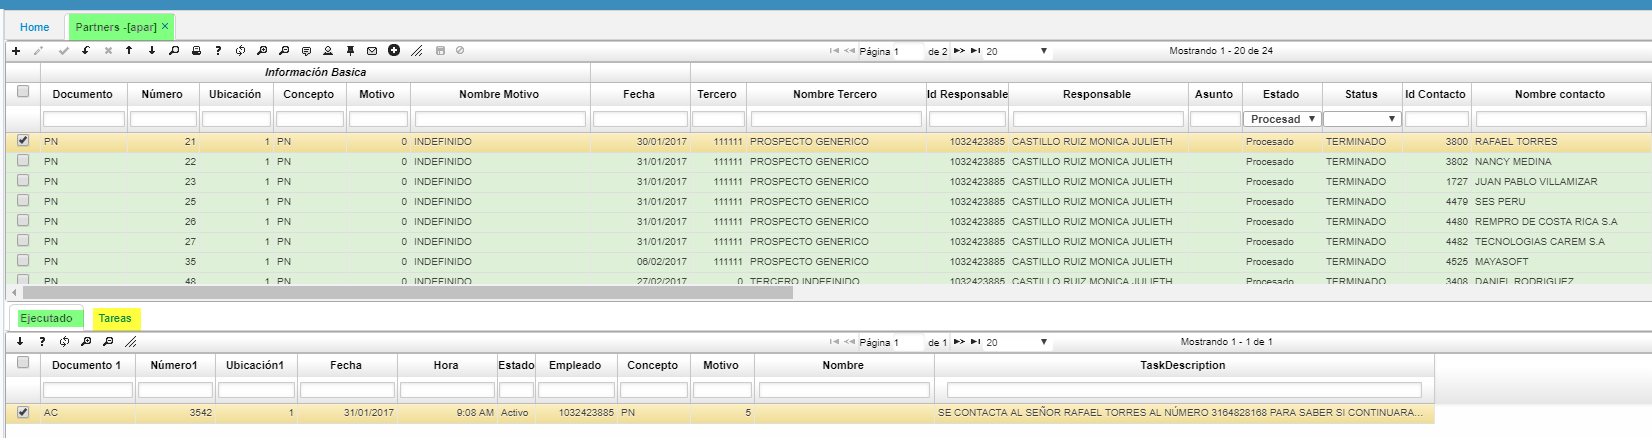 Home Partners -[apar] ×
Página 1 de 2 20 Mostrando 1 - 20 de 24
Información Basica
Documento Número Ubicación Concepto Motivo Nombre Motivo Fecha Tercero Nombre Tercero Id Responsable Responsable Asunto Estado Status Id Contacto Nombre contacto
Procesad
PN 21 1 PN 0 INDEFINIDO 30/01/2017 111111 PROSPECTO GENERICO 1032423885 CASTILLO RUIZ MONICA JULIETH Procesado TERMINADO 3800 RAFAEL TORRES
PN 22 1 PN 0 INDEFINIDO 31/01/2017 111111 PROSPECTO GENERICO 1032423885 CASTILLO RUIZ MONICA JULIETH Procesado TERMINADO 3802 NANCY MEDINA
PN 23 1 PN 0 INDEFINIDO 31/01/2017 111111 PROSPECTO GENERICO 1032423885 CASTILLO RUIZ MONICA JULIETH Procesado TERMINADO 1727 JUAN PABLO VILLAMIZAR
PN 25 1 PN 0 INDEFINIDO 31/01/2017 111111 PROSPECTO GENERICO 1032423885 CASTILLO RUIZ MONICA JULIETH Procesado TERMINADO 4479 SES PERU
PN 26 1 PN 0 INDEFINIDO 31/01/2017 111111 PROSPECTO GENERICO 1032423885 CASTILLO RUIZ MONICA JULIETH Procesado TERMINADO 4480 REMPRO DE COSTA RICA S.A
PN 27 1 PN 0 INDEFINIDO 31/01/2017 111111 PROSPECTO GENERICO 1032423885 CASTILLO RUIZ MONICA JULIETH Procesado TERMINADO 4482 TECNOLOGIAS CAREM S.A
PN 35 1 PN 0 INDEFINIDO 06/02/2017 111111 PROSPECTO GENERICO 1032423885 CASTILLO RUIZ MONICA JULIETH Procesado TERMINADO 4525 MAYASOFT
PN 48 1 PN 0 INDEFINIDO 27/02/2017 0 TERCERO INDEFINIDO 1032423885 CASTILLO RUIZ MONICA JULIETH Procesado TERMINADO 3408 DANIEL RODRIGUEZ
Ejecutado Tareas
Página 1 de 1 20 Mostrando 1 - 1 de 1
Documento 1 Número1 Ubicación1 Fecha Hora Estado Empleado Concepto Motivo Nombre TaskDescription
AC 3542 1 31/01/2017 9:08 AM Activo 1032423885 PN 5 SE CONTACTA AL SEÑOR RAFAEL TORRES AL NÚMERO 3164828168 PARA SABER SI CONTINUARA...